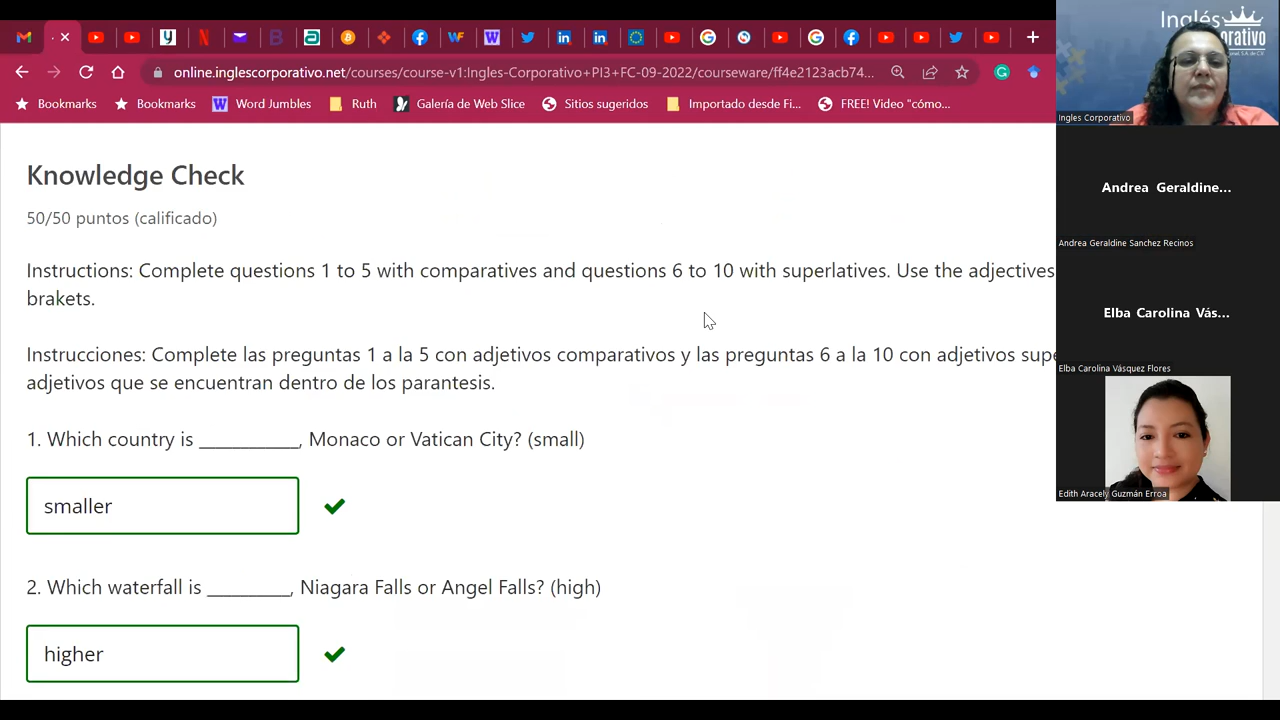 online.inglescorporativo.net/courses/course-v1:Ingles-Corporativo+PI3+FC-09-2022/courseware/ff4e2123acb74...
Bookmarks Bookmarks Word Jumbles Ruth Galería de Web Slice Sitios sugeridos Importado desde Fi... FREE! Video "cómo...
Knowledge Check
50/50 puntos (calificado)
Instructions: Complete questions 1 to 5 with comparatives and questions 6 to 10 with superlatives. Use the adjectives
brakets.
Instrucciones: Complete las preguntas 1 a la 5 con adjetivos comparativos y las preguntas 6 a la 10 con adjetivos supe
adjetivos que se encuentran dentro de los parantesis.
1. Which country is ___________, Monaco or Vatican City? (small)
smaller
2. Which waterfall is _________, Niagara Falls or Angel Falls? (high)
higher
Inglés
Ingles Corporativo
Andrea Geraldine...
Andrea Geraldine Sanchez Recinos
Elba Carolina Vás...
Elba Carolina Vásquez Flores
Edith Aracely Guzmán Erroa